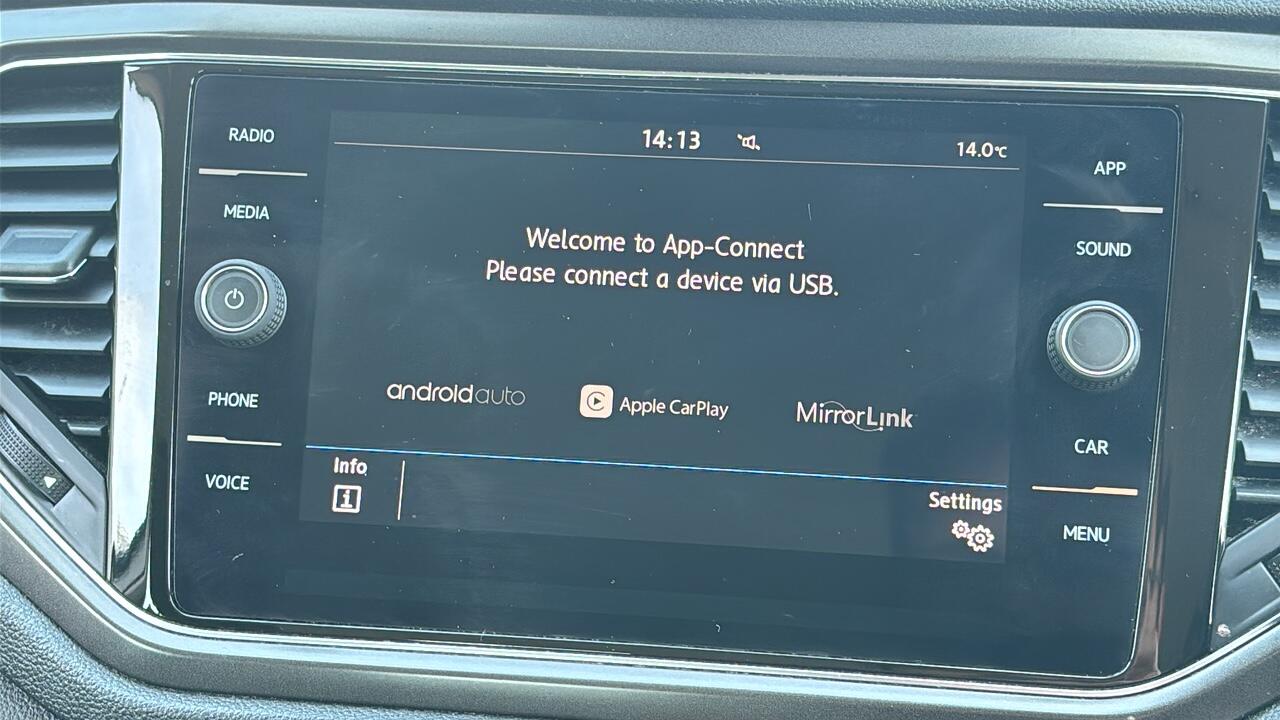 RADIO
MEDIA
PHONE
VOICE
14:13
14.0°C
Welcome to App-Connect
Please connect a device via USB.
androidauto
Apple CarPlay
MirrorLink
Info
i
Settings
APP
SOUND
CAR
MENU